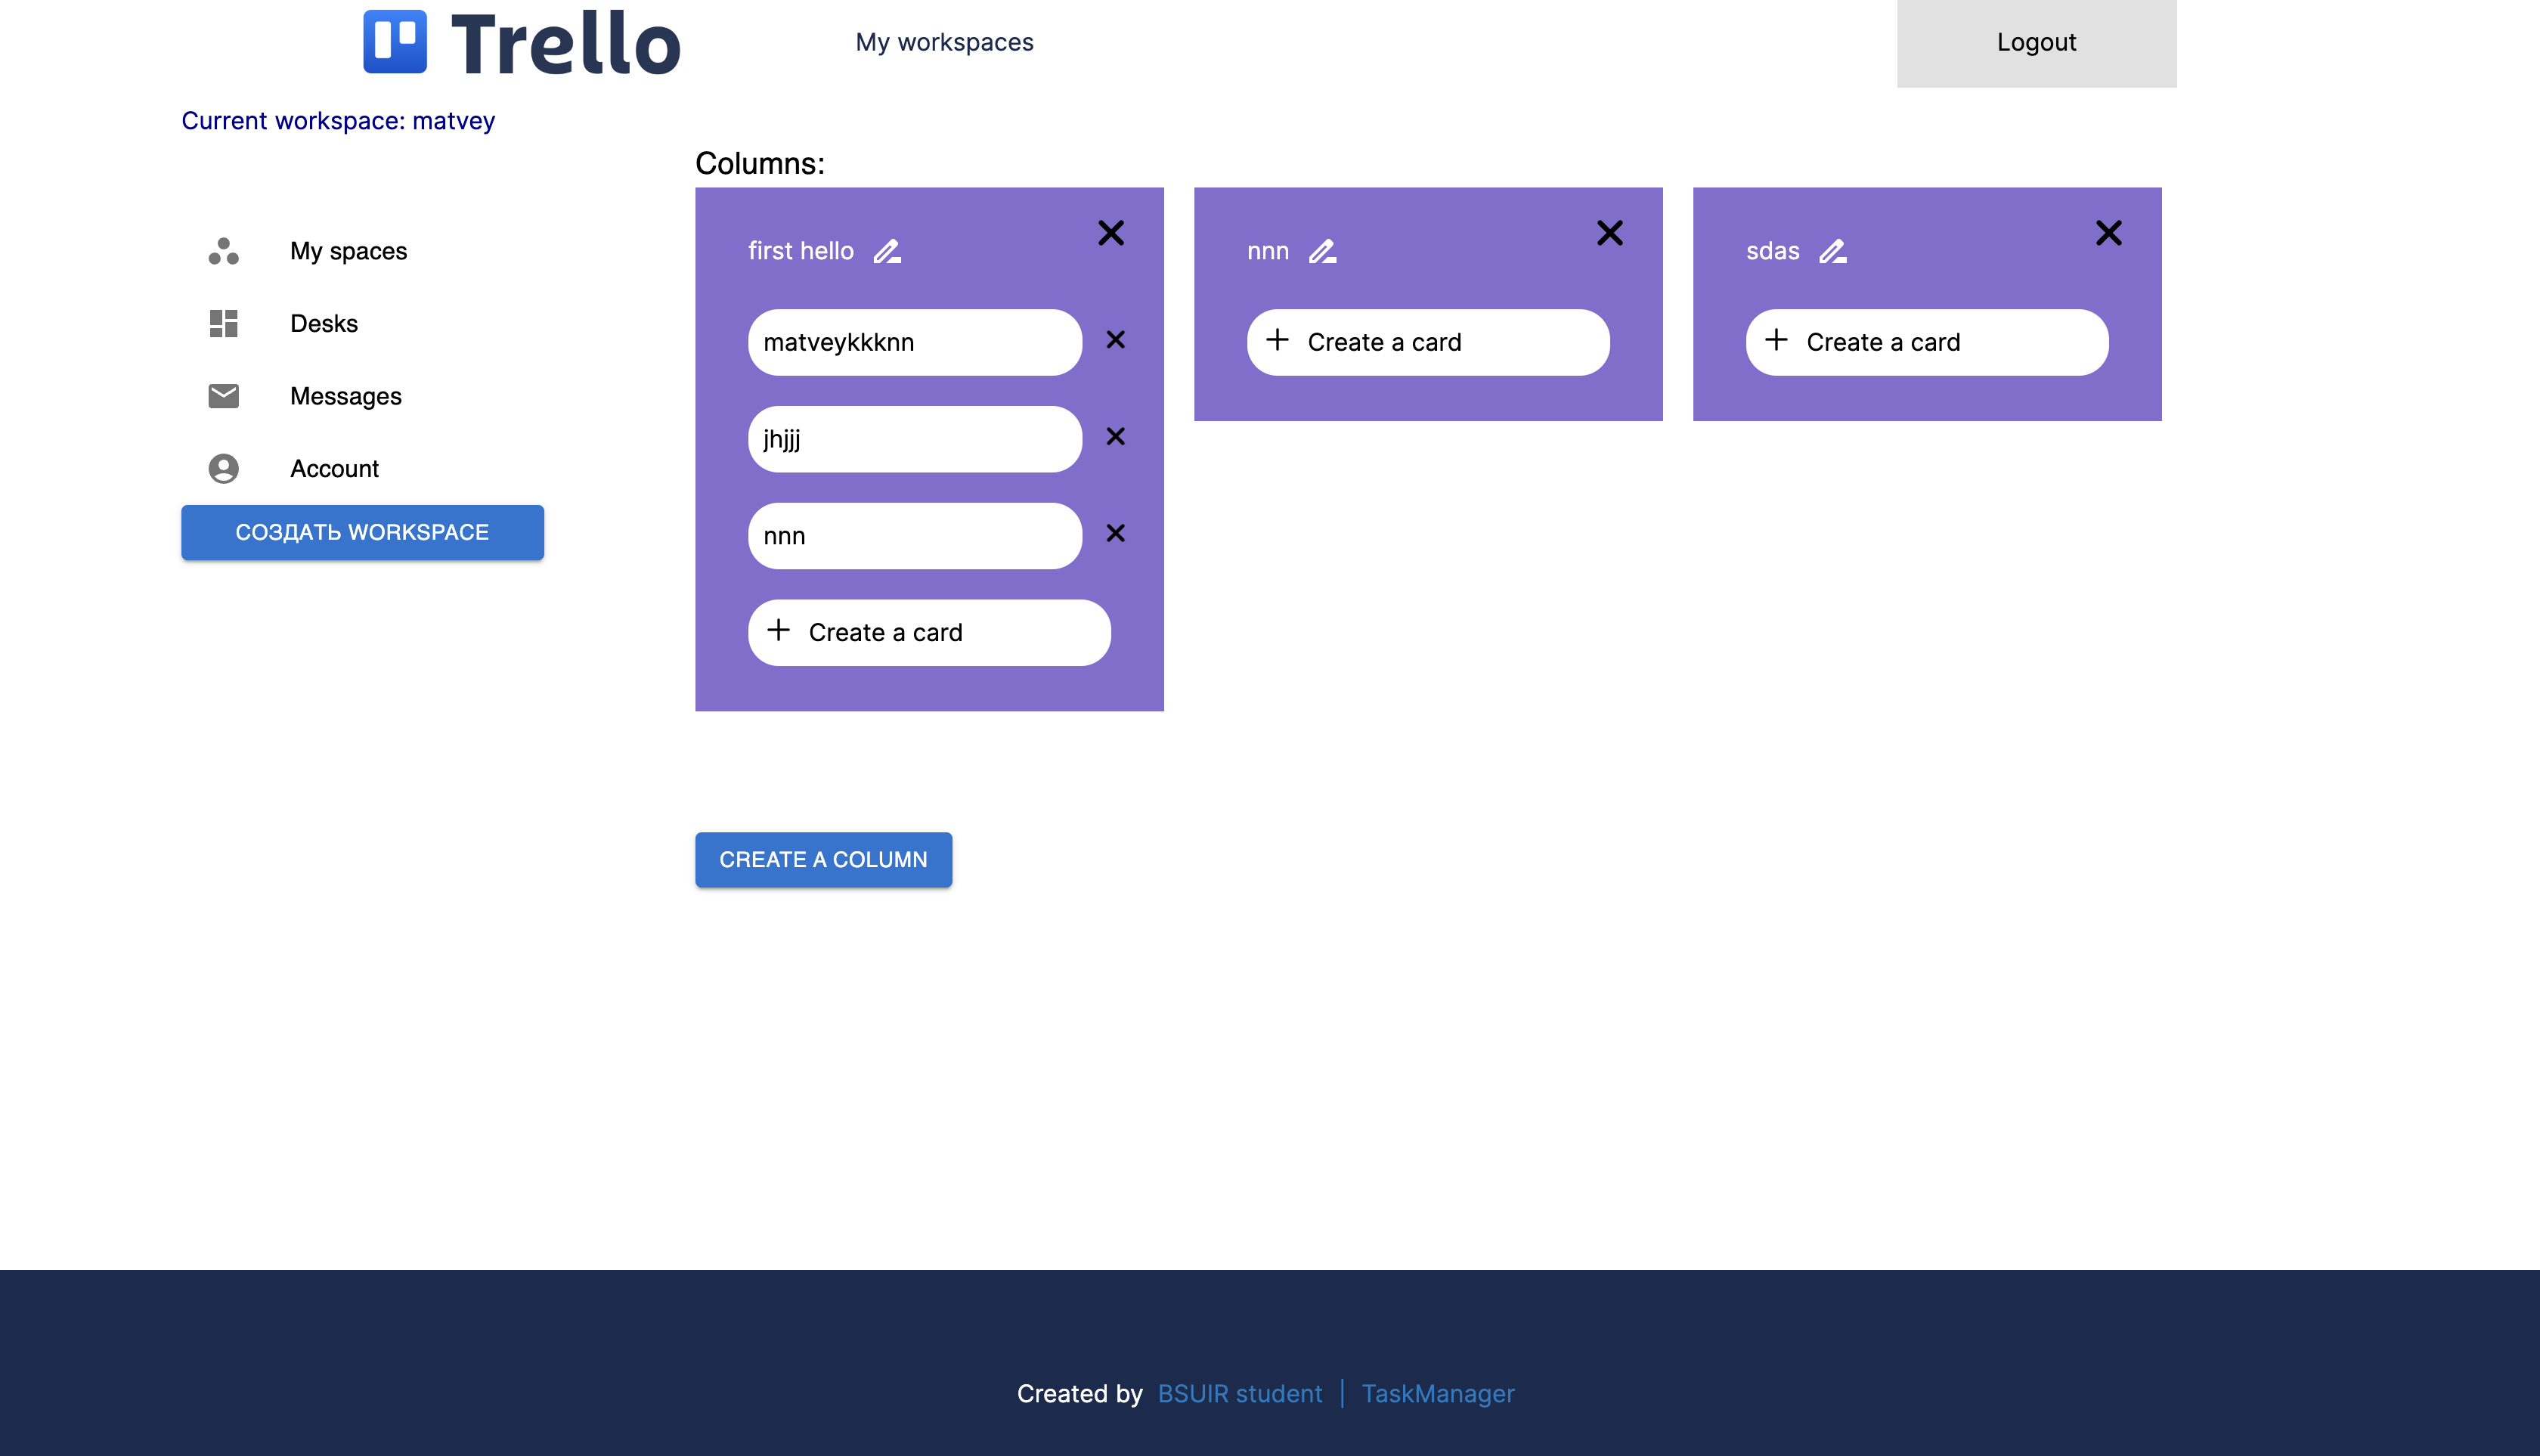 Trello
My workspaces
Logout
Current workspace: matvey
My spaces
Desks
Messages
Account
СОЗДАТЬ WORKSPACE
Columns:
first hello
matveykkknn
jhjjj
nnn
Create a card
nnn
Create a card
sdas
Create a card
CREATE A COLUMN
Created by BSUIR student | TaskManager